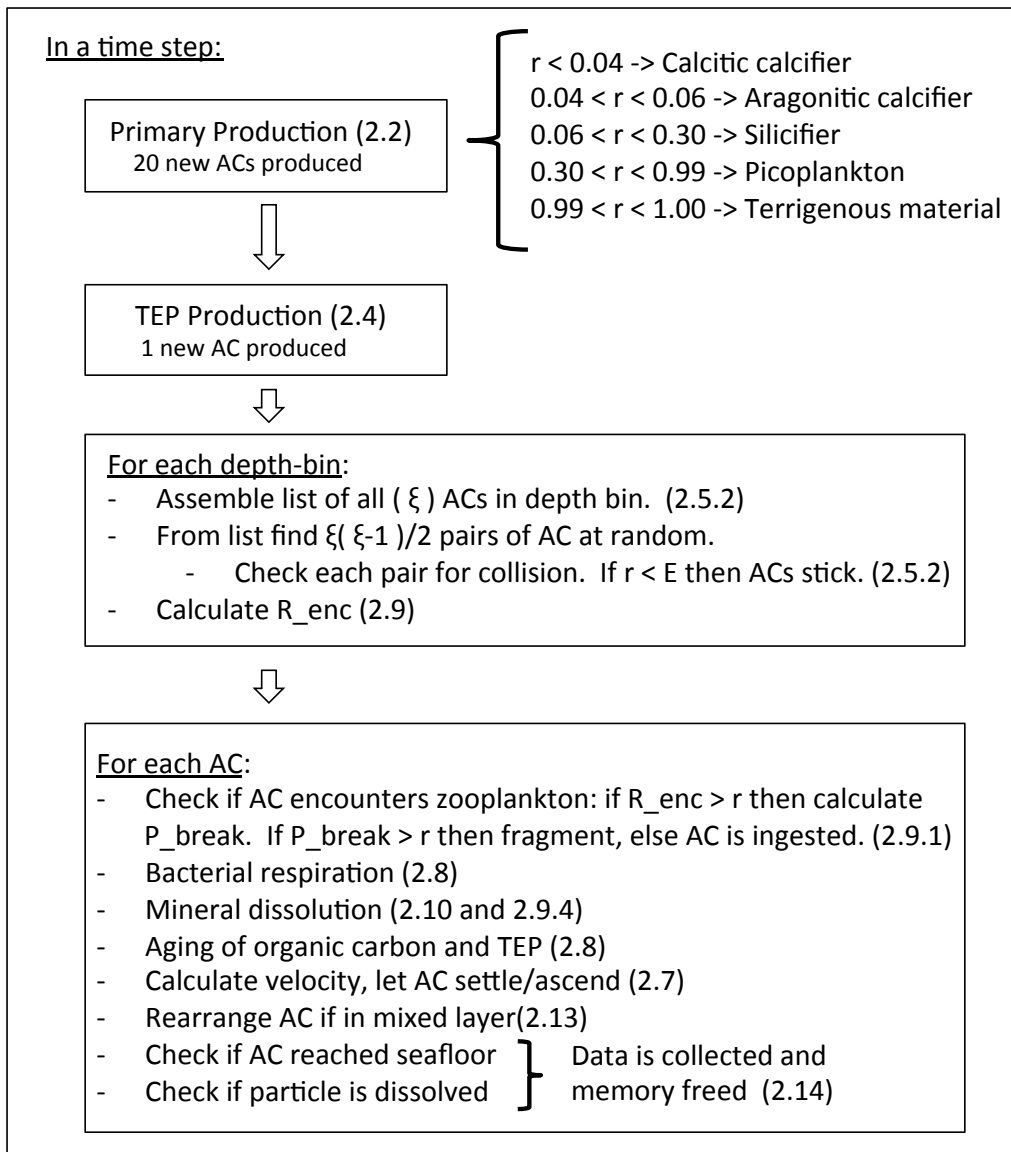 In a time step:
Primary Production (2.2)
20 new ACs produced
r < 0.04 -> Calcitic calcifier
0.04 < r < 0.06 -> Aragonitic calcifier
0.06 < r < 0.30 -> Silicifier
0.30 < r < 0.99 -> Picoplankton
0.99 < r < 1.00 -> Terrigenous material
TEP Production (2.4)
1 new AC produced
For each depth-bin:
- Assemble list of all ( ξ ) ACs in depth bin. (2.5.2)
- From list find ξ( ξ-1 )/2 pairs of AC at random.
- Check each pair for collision. If r < E then ACs stick. (2.5.2)
- Calculate R_enc (2.9)
For each AC:
- Check if AC encounters zooplankton: if R_enc > r then calculate
P_break. If P_break > r then fragment, else AC is ingested. (2.9.1)
- Bacterial respiration (2.8)
- Mineral dissolution (2.10 and 2.9.4)
- Aging of organic carbon and TEP (2.8)
- Calculate velocity, let AC settle/ascend (2.7)
- Rearrange AC if in mixed layer(2.13)
- Check if AC reached seafloor
- Check if particle is dissolved
Data is collected and
memory freed (2.14)